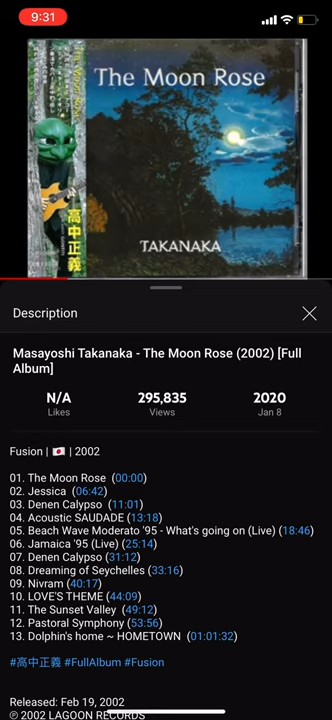 9:31
The Moon Rose
TAKANAKA
高中正義
Description
Masayoshi Takanaka - The Moon Rose (2002) [Full
Album]
N/A
Likes
295,835
Views
2020
Jan 8
Fusion | 🇯🇵 | 2002
01. The Moon Rose (00:00)
02. Jessica (06:42)
03. Denen Calypso (11:01)
04. Acoustic SAUDADE (13:18)
05. Beach Wave Moderato '95 - What's going on (Live) (18:46)
06. Jamaica '95 (Live) (25:14)
07. Denen Calypso (31:12)
08. Dreaming of Seychelles (33:16)
09. Nivram (40:17)
10. LOVE'S THEME (44:09)
11. The Sunset Valley (49:12)
12. Pastoral Symphony (53:56)
13. Dolphin's home ~ HOMETOWN (01:01:32)
#高中正義 #FullAlbum #Fusion
Released: Feb 19, 2002
℗ 2002 LAGOON RECORDS